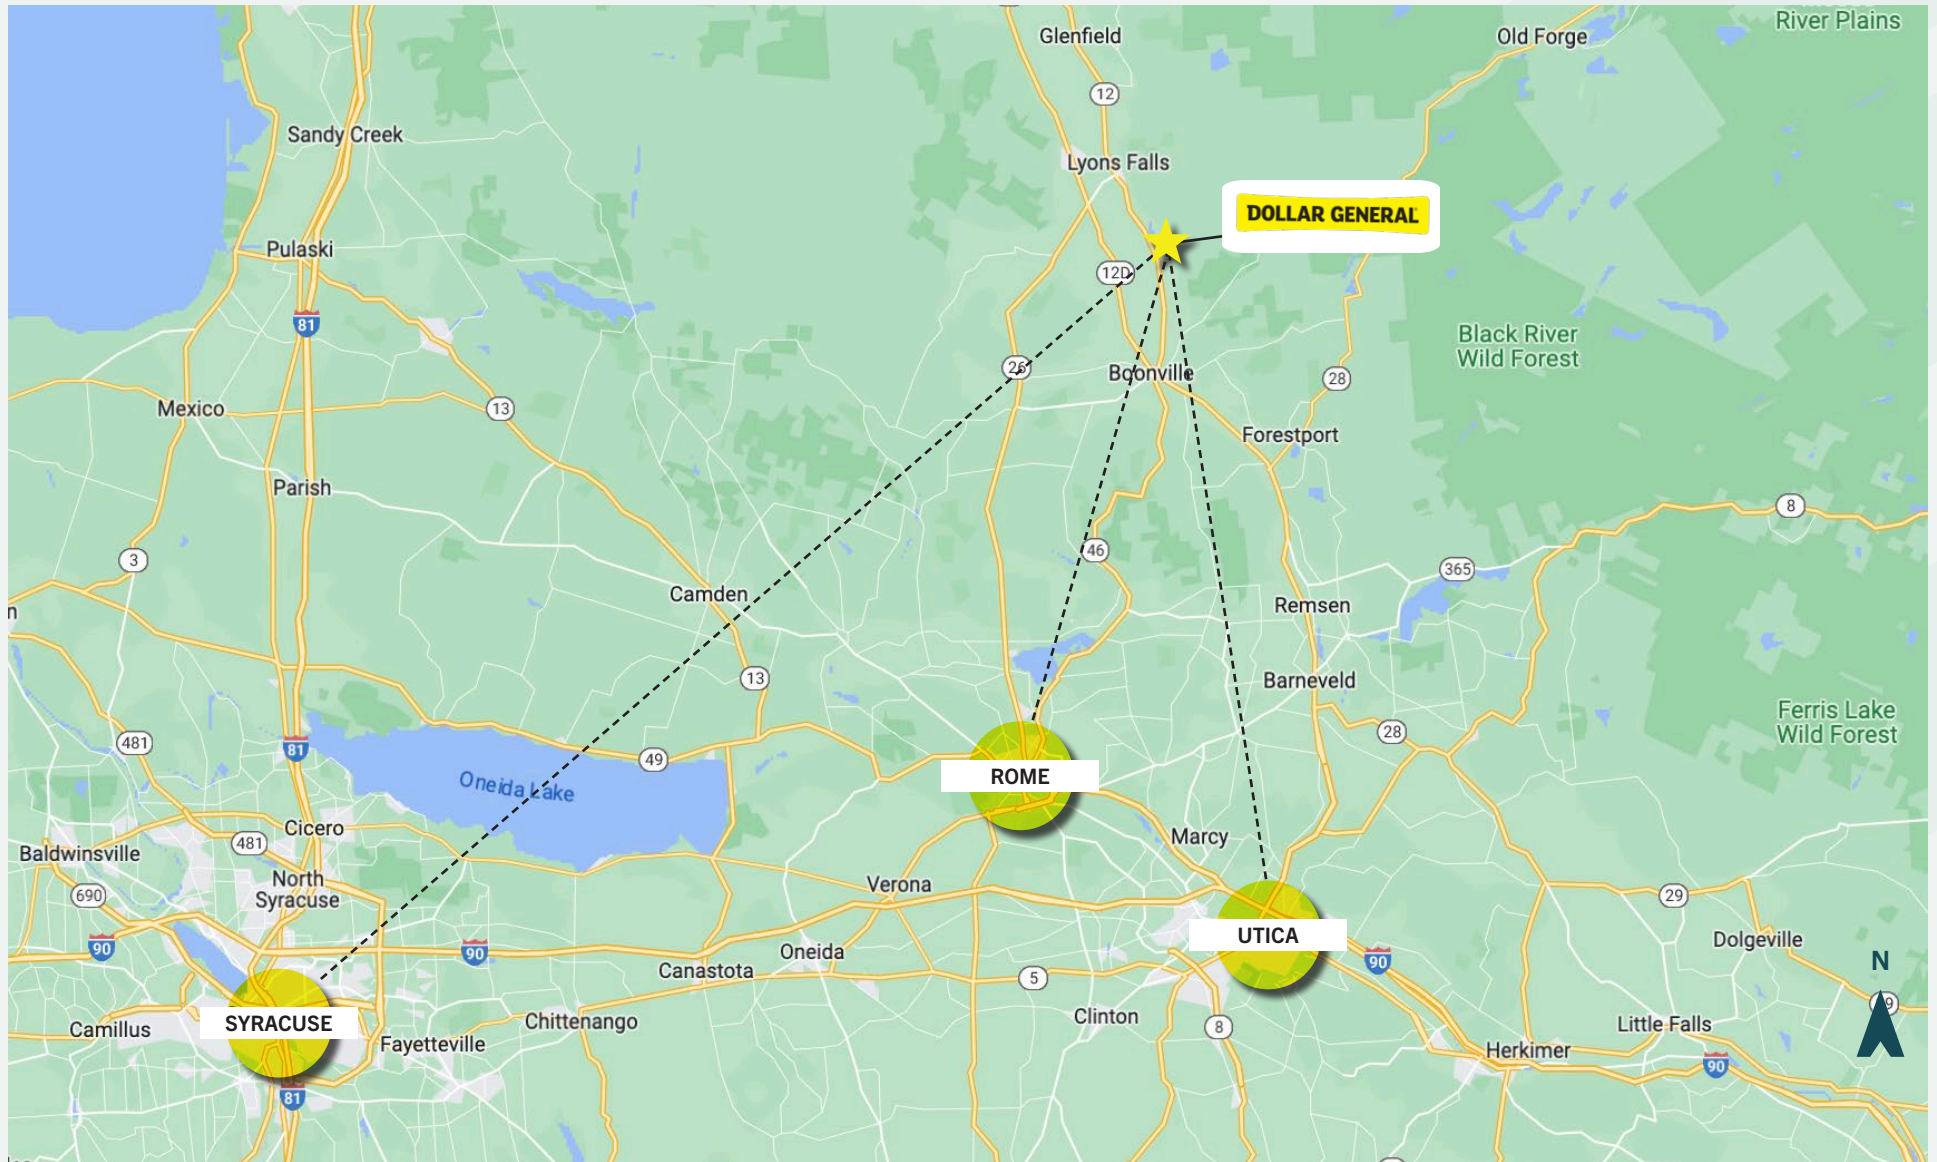 River Plains
Glenfield
Old Forge
12
Sandy Creek
Lyons Falls
DOLLAR GENERAL
Pulaski
12D
81
Black River
Wild Forest
26
Boonville
28
Mexico
13
Forestport
Parish
8
46
3
365
Camden
Remsen
n
13
Barneveld
Ferris Lake
Wild Forest
28
481
81
49
ROME
Oneida Lake
Cicero
Marcy
481
Baldwinsville
North
Syracuse
Verona
690
29
UTICA
Dolgeville
90
90
Oneida
90
N
Canastota
5
SYRACUSE
Chittenango
Clinton
8
Little Falls
Camillus
Fayetteville
Herkimer
90
81